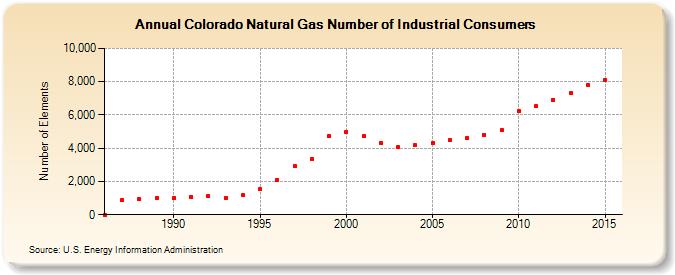 Annual Colorado Natural Gas Number of Industrial Consumers
Number of Elements
10,000
8,000
6,000
4,000
2,000
0
1990 1995 2000 2005 2010 2015
Source: U.S. Energy Information Administration